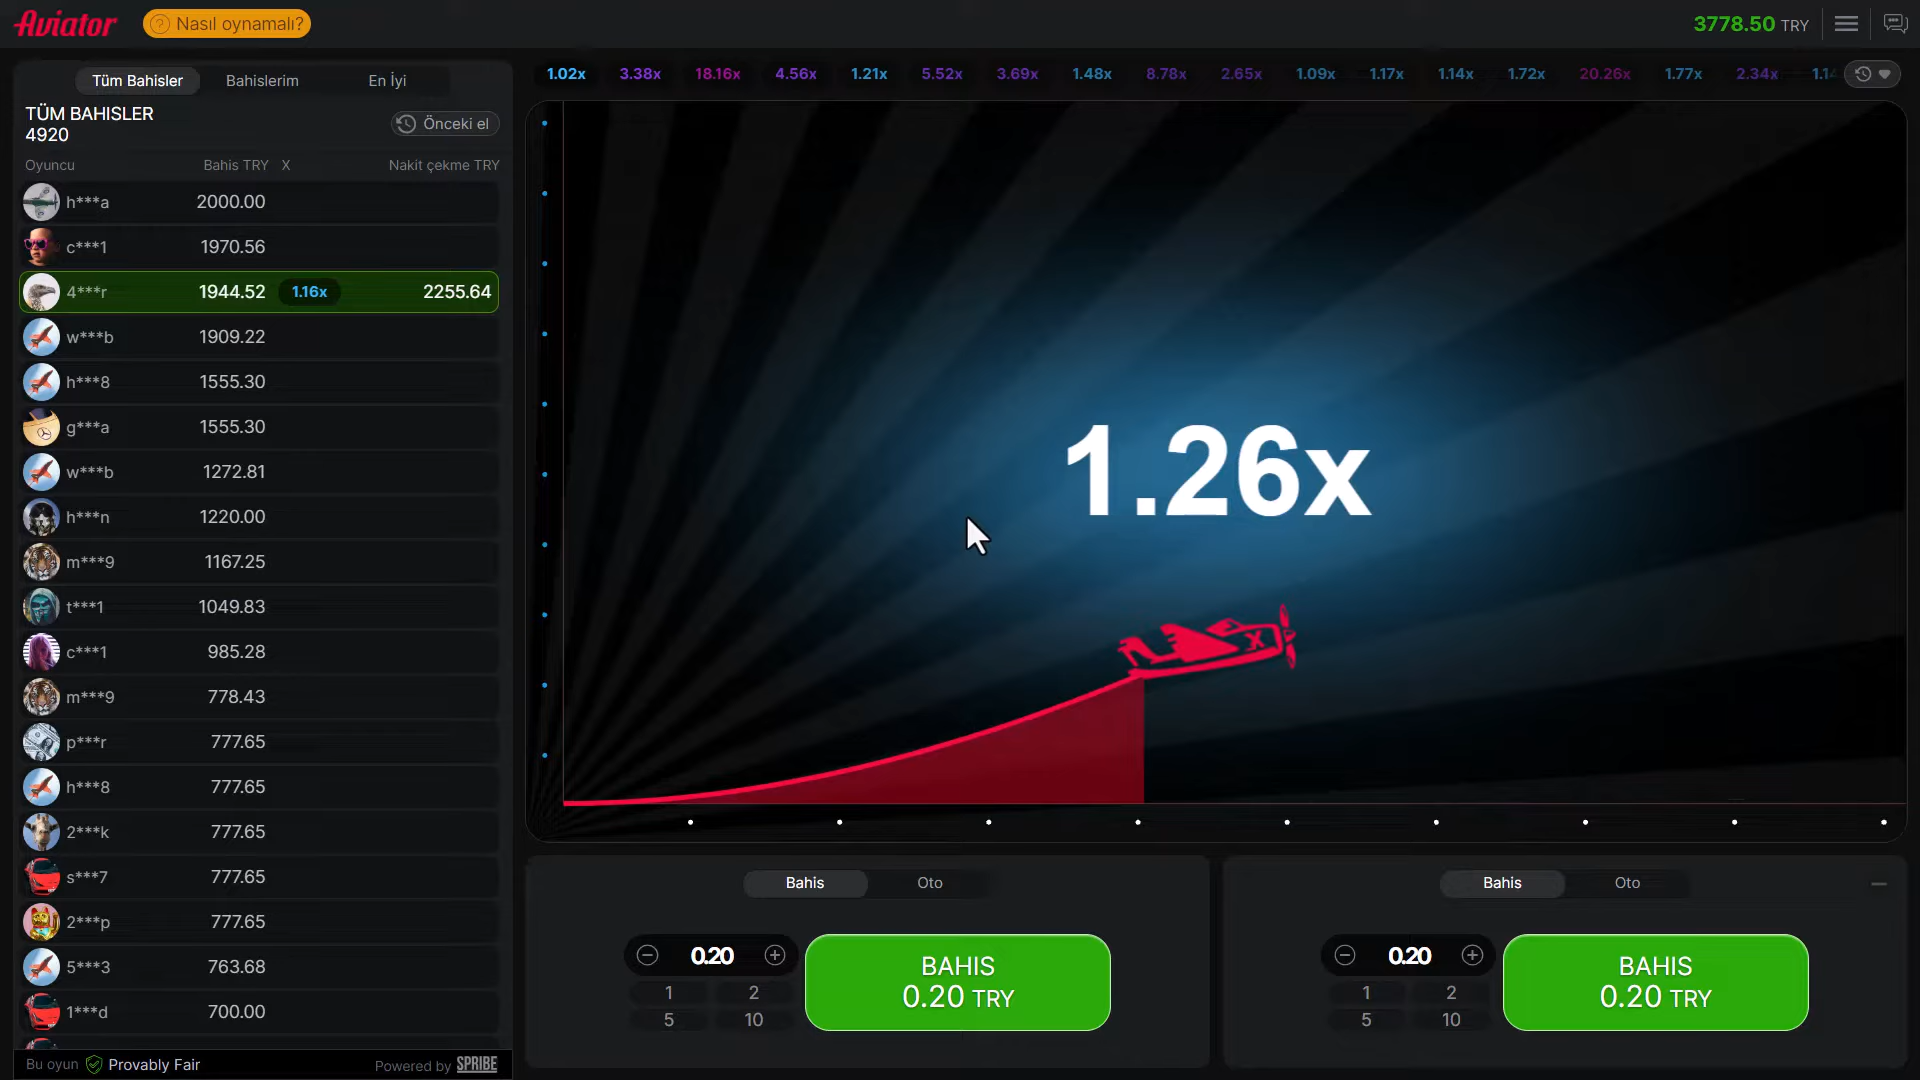 Aviator
? Nasıl oynamalı?
3778.50 TRY
Tüm Bahisler Bahislerim En İyi
1.02x 3.38x 18.16x 4.56x 1.21x 5.52x 3.69x 1.48x 8.78x 2.65x 1.09x 1.17x 1.14x 1.72x 20.26x 1.77x 2.34x
TÜM BAHISLER
4920
Önceki el
Oyuncu Bahis TRY X Nakit çekme TRY
h***a 2000.00
c***1 1970.56
4***r 1944.52 1.16x 2255.64
w***b 1909.22
h***8 1555.30
g***a 1555.30
w***b 1272.81
h***n 1220.00
m***9 1167.25
t***1 1049.83
c***1 985.28
m***9 778.43
p***r 777.65
h***8 777.65
2***k 777.65
s***7 777.65
2***p 777.65
5***3 763.68
1***d 700.00
Bu oyun Provably Fair Powered by SPRIBE
1.26x
X
Bahis Oto
0.20
1 2
5 10
BAHIS
0.20 TRY
Bahis Oto
0.20
1 2
5 10
BAHIS
0.20 TRY